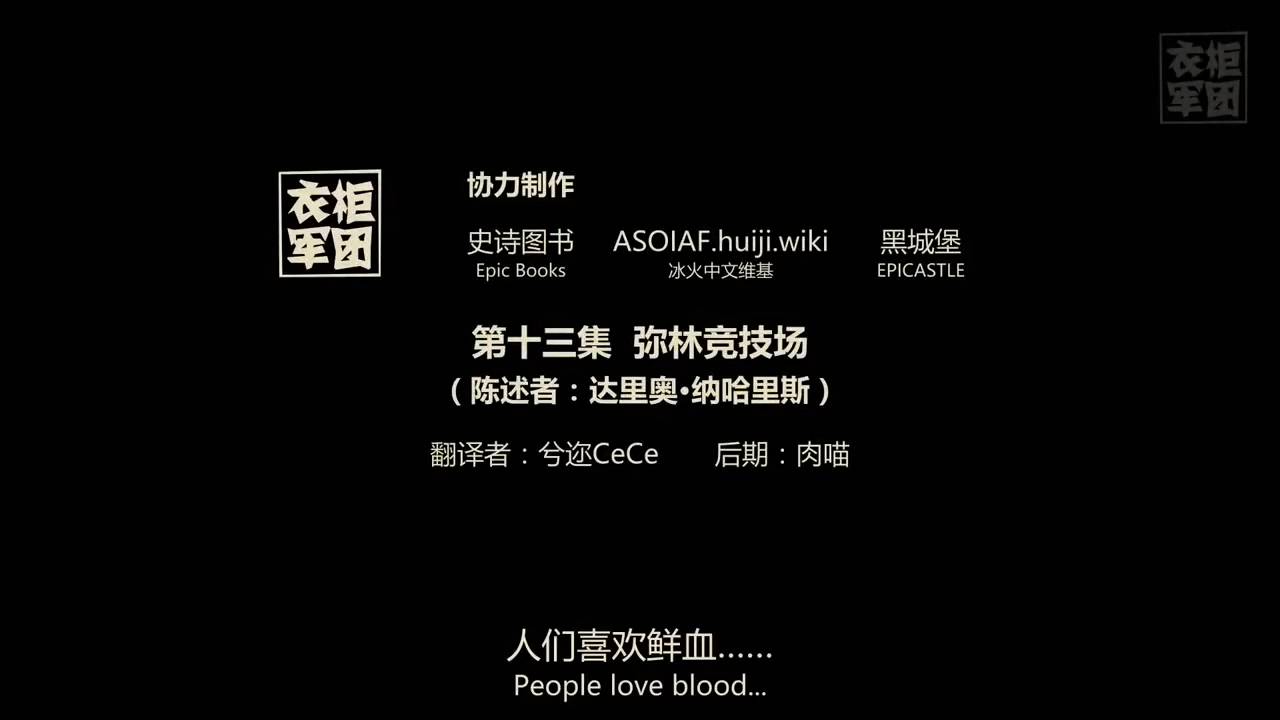 衣柜
军团
衣柜
军团
协力制作
史诗图书 ASOIAF.huiji.wiki 黑城堡
Epic Books 冰火中文维基 EPICASTLE
第十三集 弥林竞技场
（陈述者：达里奥•纳哈里斯）
翻译者：兮迩CeCe 后期：肉喵
人们喜欢鲜血……
People love blood...